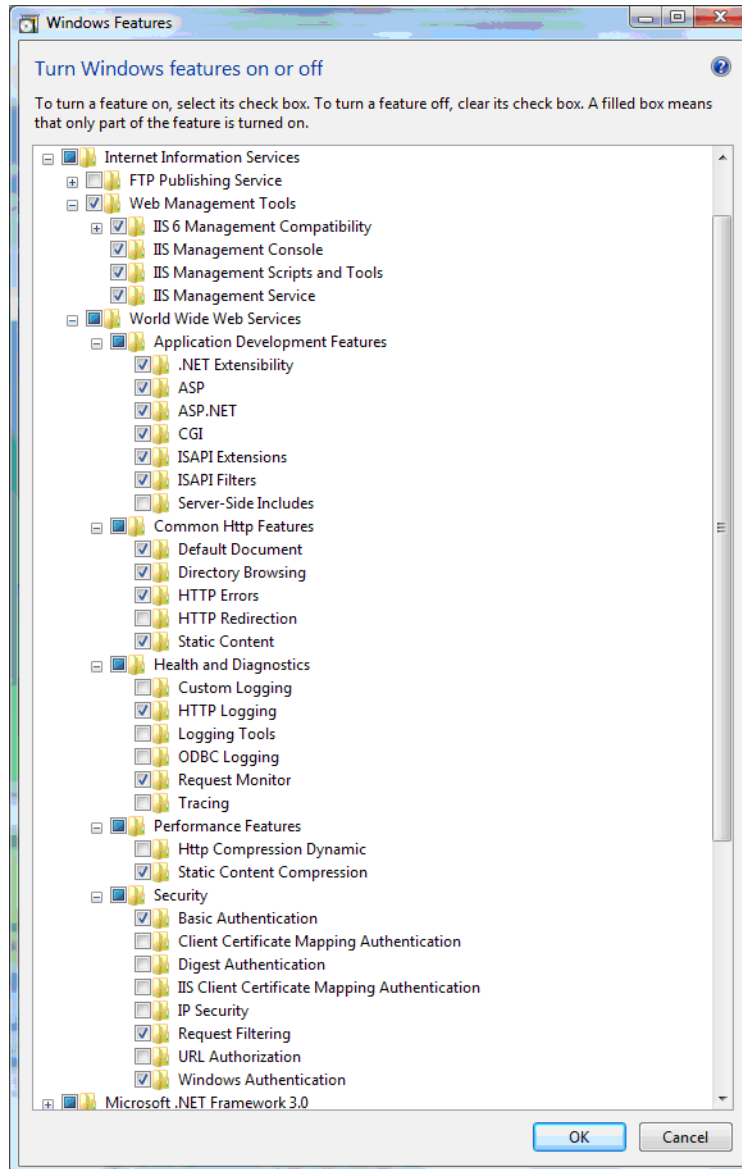 Windows Features
Turn Windows features on or off
To turn a feature on, select its check box. To turn a feature off, clear its check box. A filled box means
that only part of the feature is turned on.
Internet Information Services
FTP Publishing Service
Web Management Tools
IIS 6 Management Compatibility
IIS Management Console
IIS Management Scripts and Tools
IIS Management Service
World Wide Web Services
Application Development Features
.NET Extensibility
ASP
ASP.NET
CGI
ISAPI Extensions
ISAPI Filters
Server-Side Includes
Common Http Features
Default Document
Directory Browsing
HTTP Errors
HTTP Redirection
Static Content
Health and Diagnostics
Custom Logging
HTTP Logging
Logging Tools
ODBC Logging
Request Monitor
Tracing
Performance Features
Http Compression Dynamic
Static Content Compression
Security
Basic Authentication
Client Certificate Mapping Authentication
Digest Authentication
IIS Client Certificate Mapping Authentication
IP Security
Request Filtering
URL Authorization
Windows Authentication
Microsoft .NET Framework 3.0
OK Cancel